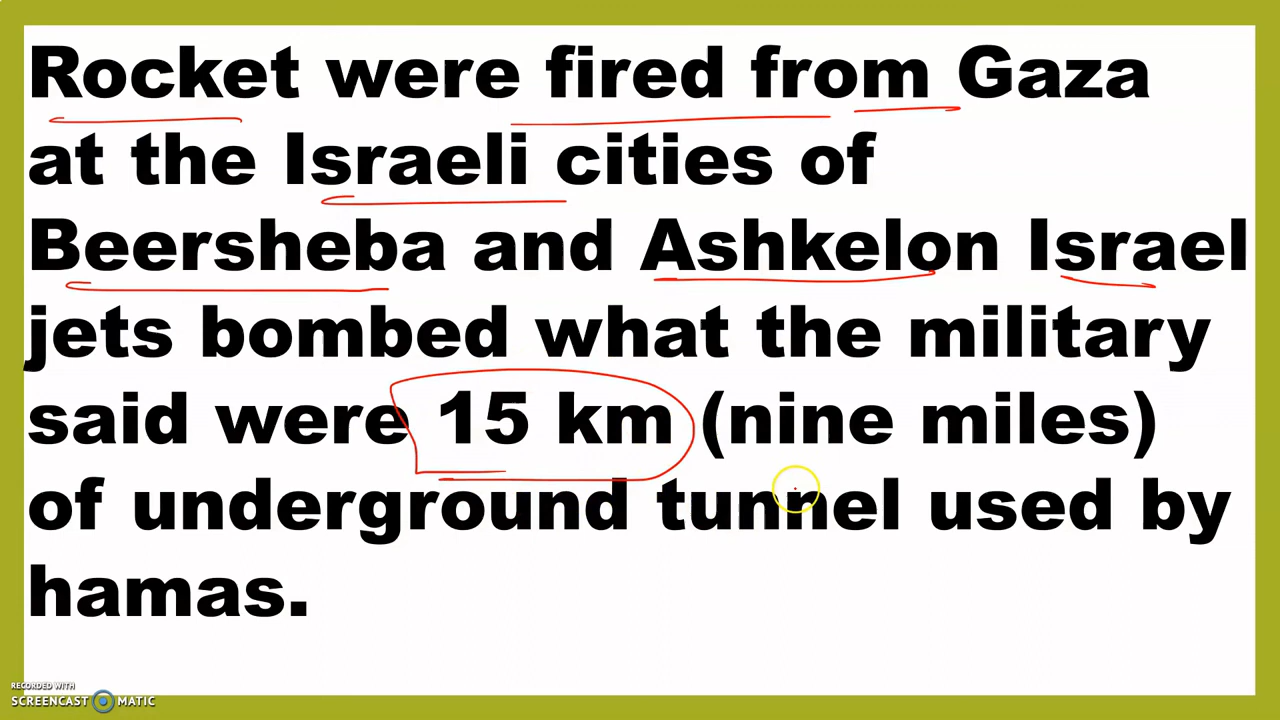 Rocket were fired from Gaza
at the Israeli cities of
Beersheba and Ashkelon Israel
jets bombed what the military
said were 15 km (nine miles)
of underground tunnel used by
hamas.
RECORDED WITH
SCREENCAST MATIC